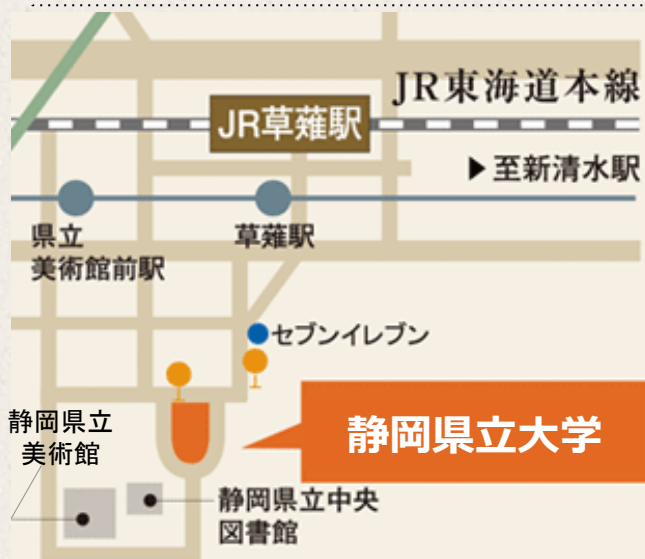 JR東海道本線
JR草薙駅
▶至新清水駅
県立
美術館前駅
草薙駅
セブンイレブン
静岡県立
美術館
静岡県立大学
静岡県立中央
図書館